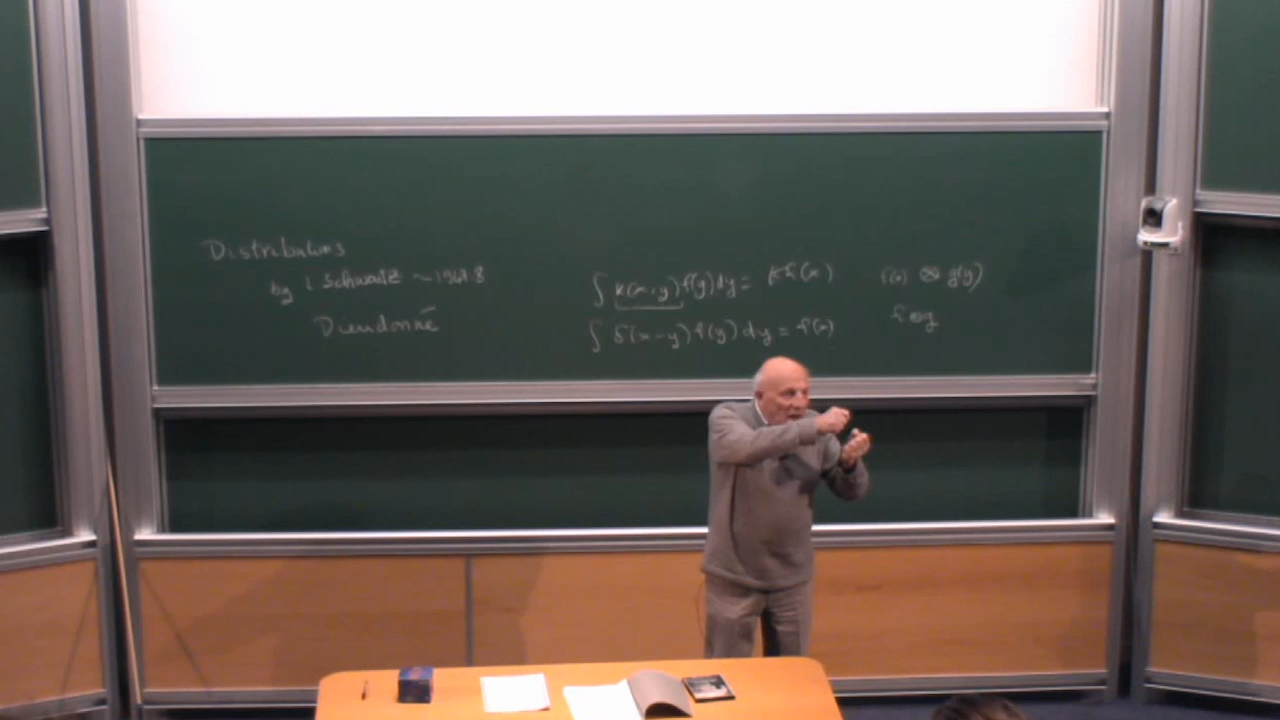 Distributions
by L Schwartz ~ 1948
Dieudonné
∫ K(x,y) f(y) dy = Kf(x)
∫ δ(x-y) f(y) dy = f(x)
f(x) ⊗ g(y)
f⊗g